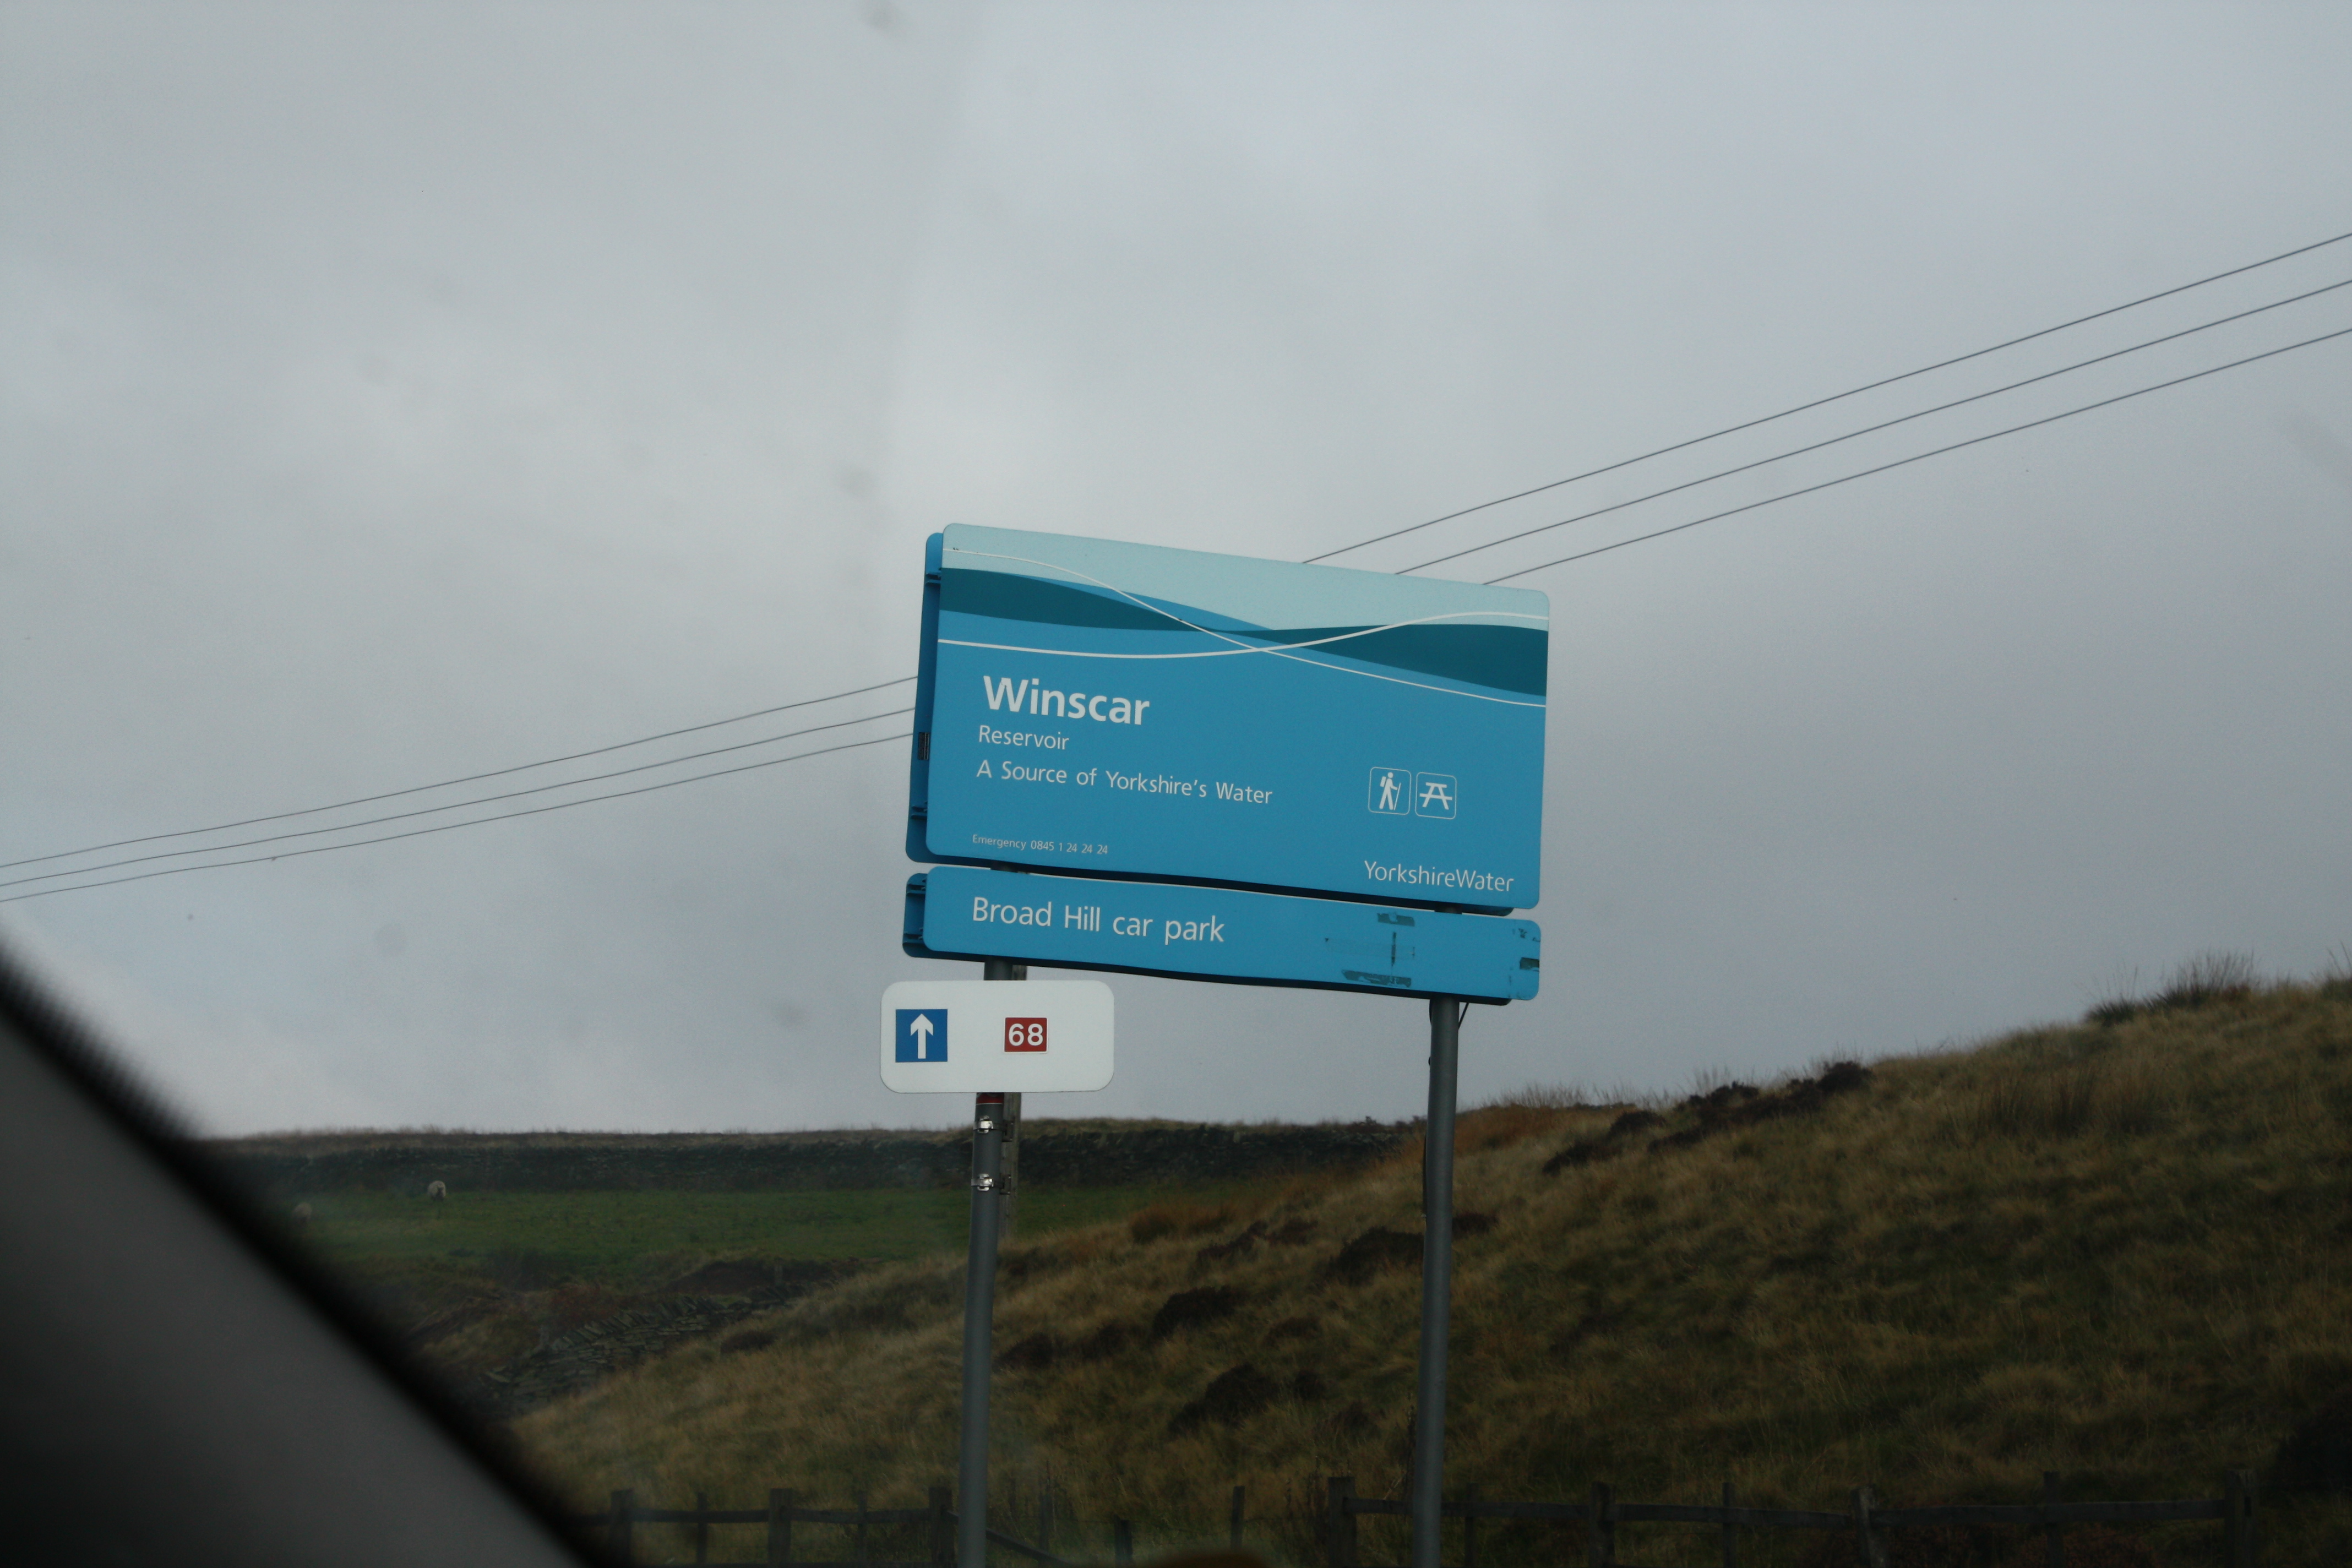 Winscar
Reservoir
A Source of Yorkshire's Water
Emergency 0845 1 24 24 24
YorkshireWater
Broad Hill car park
68